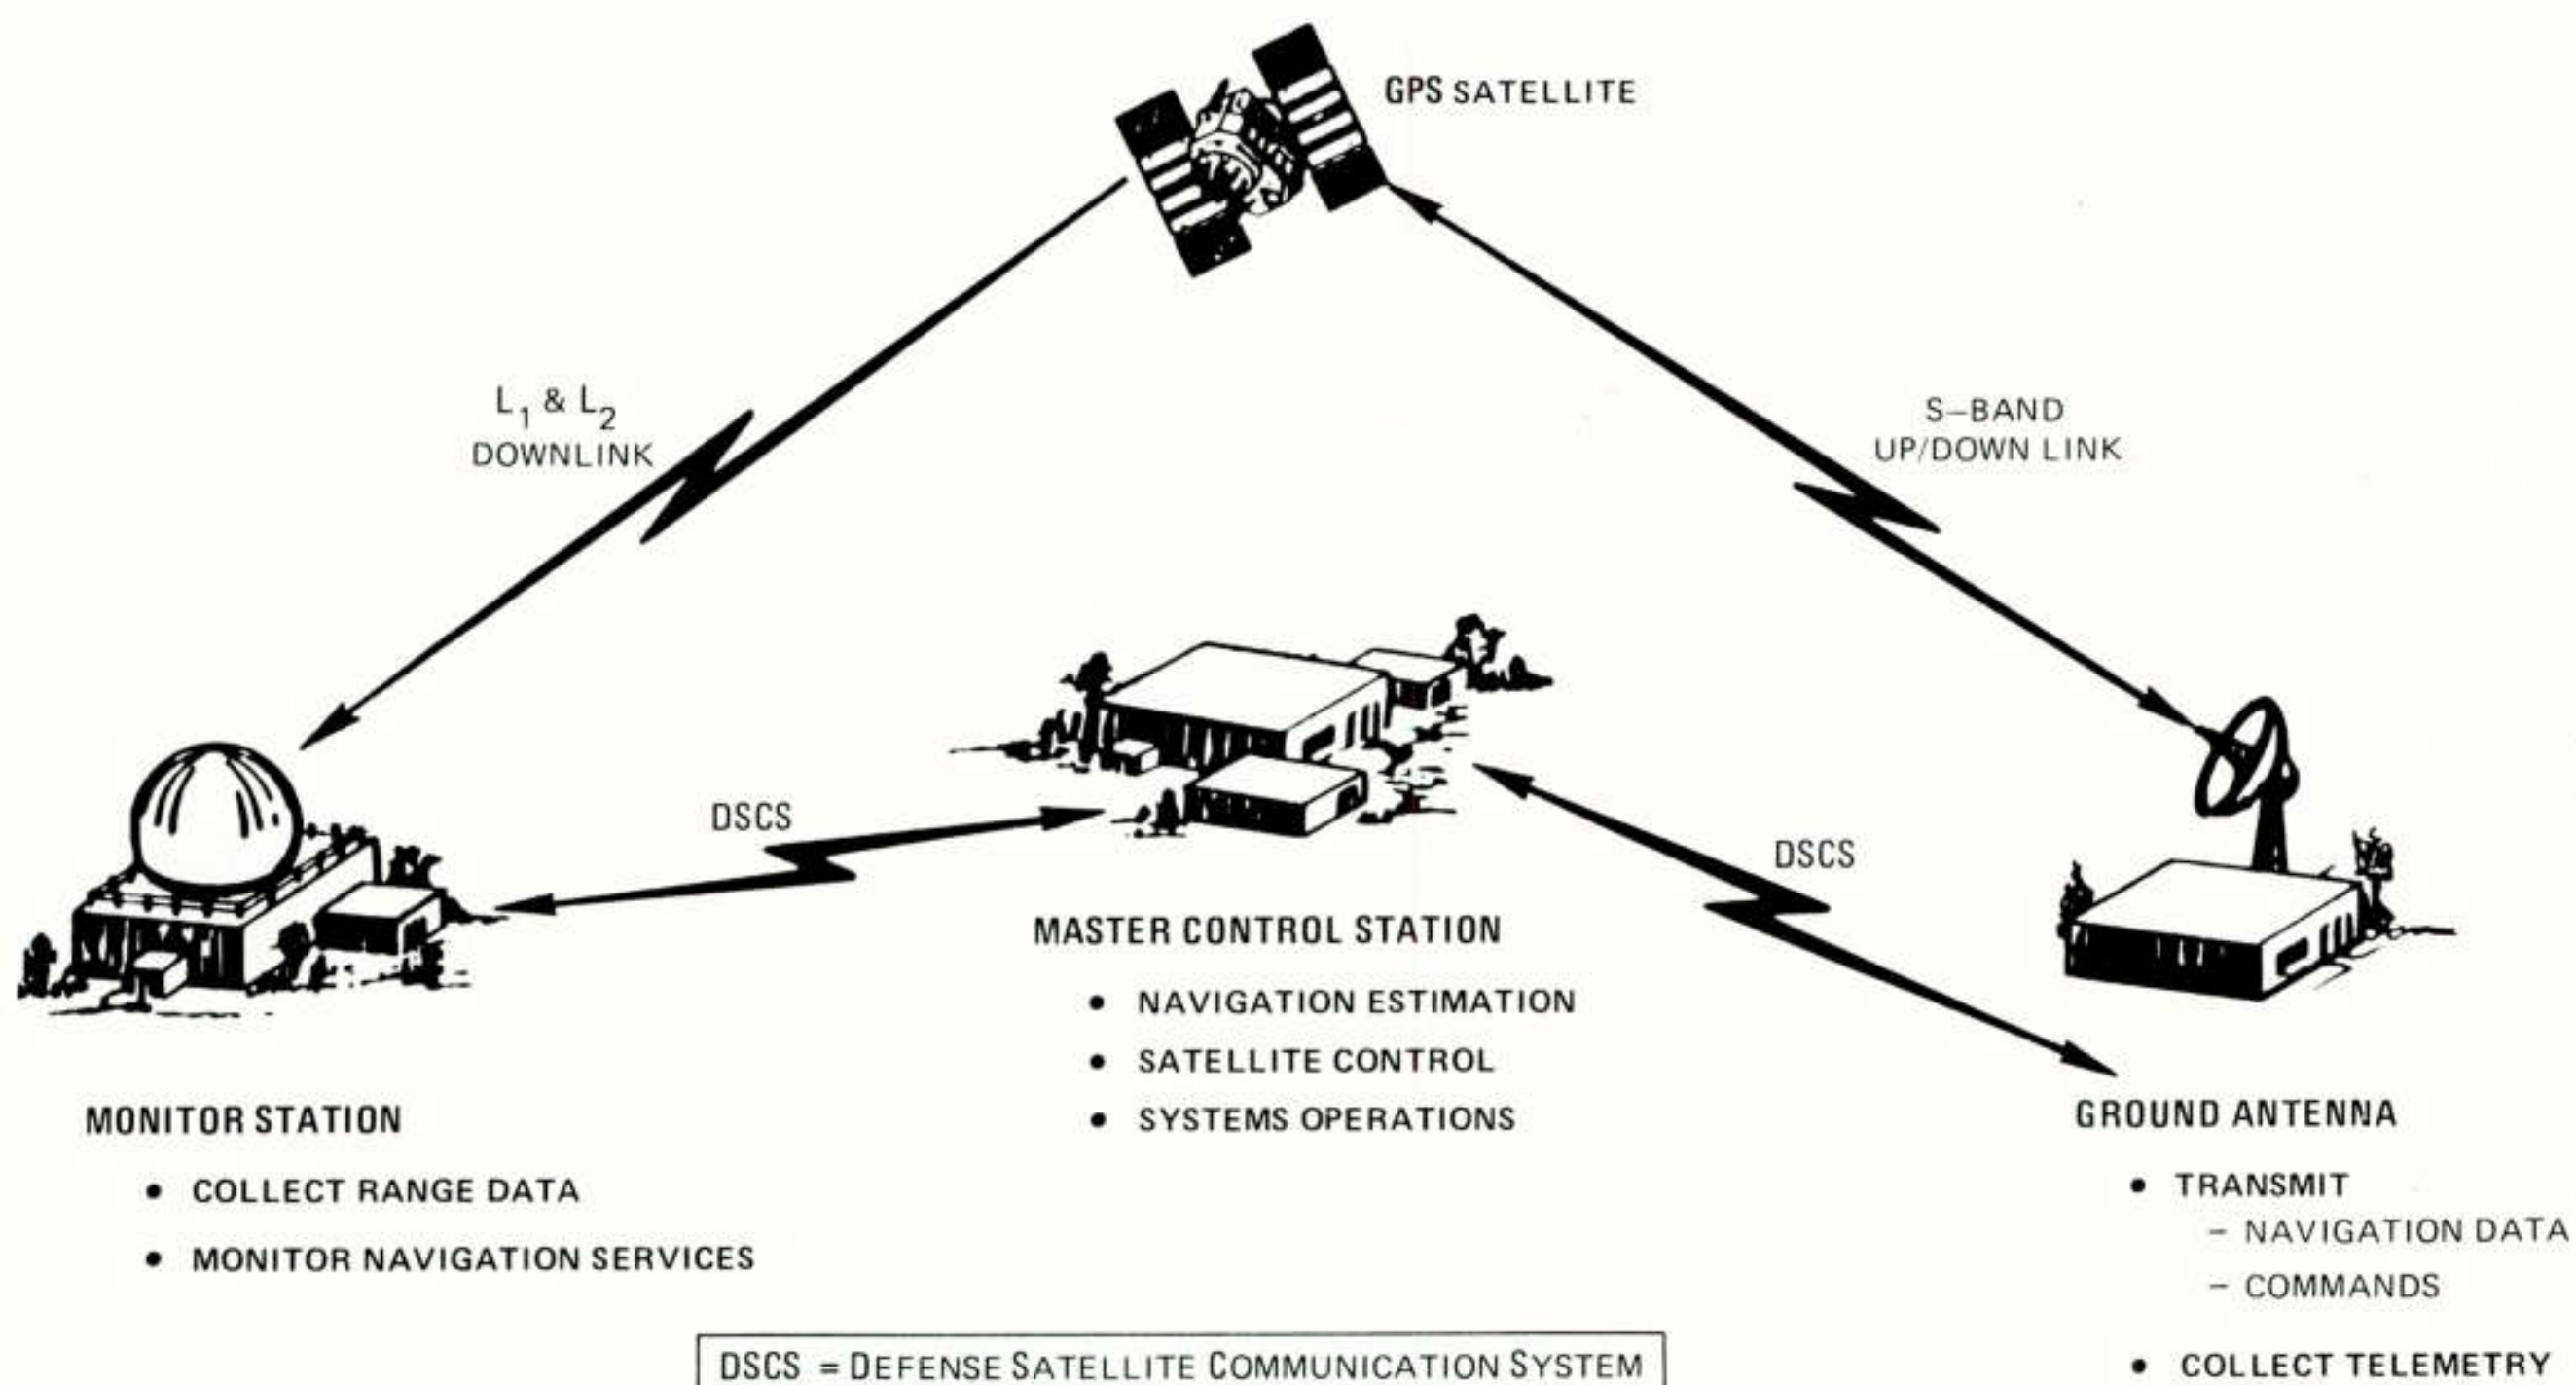 GPS SATELLITE
L₁ & L₂
DOWNLINK
S–BAND
UP/DOWN LINK
DSCS
DSCS
MASTER CONTROL STATION
• NAVIGATION ESTIMATION
• SATELLITE CONTROL
• SYSTEMS OPERATIONS
MONITOR STATION
• COLLECT RANGE DATA
• MONITOR NAVIGATION SERVICES
GROUND ANTENNA
• TRANSMIT
– NAVIGATION DATA
– COMMANDS
• COLLECT TELEMETRY
DSCS = DEFENSE SATELLITE COMMUNICATION SYSTEM